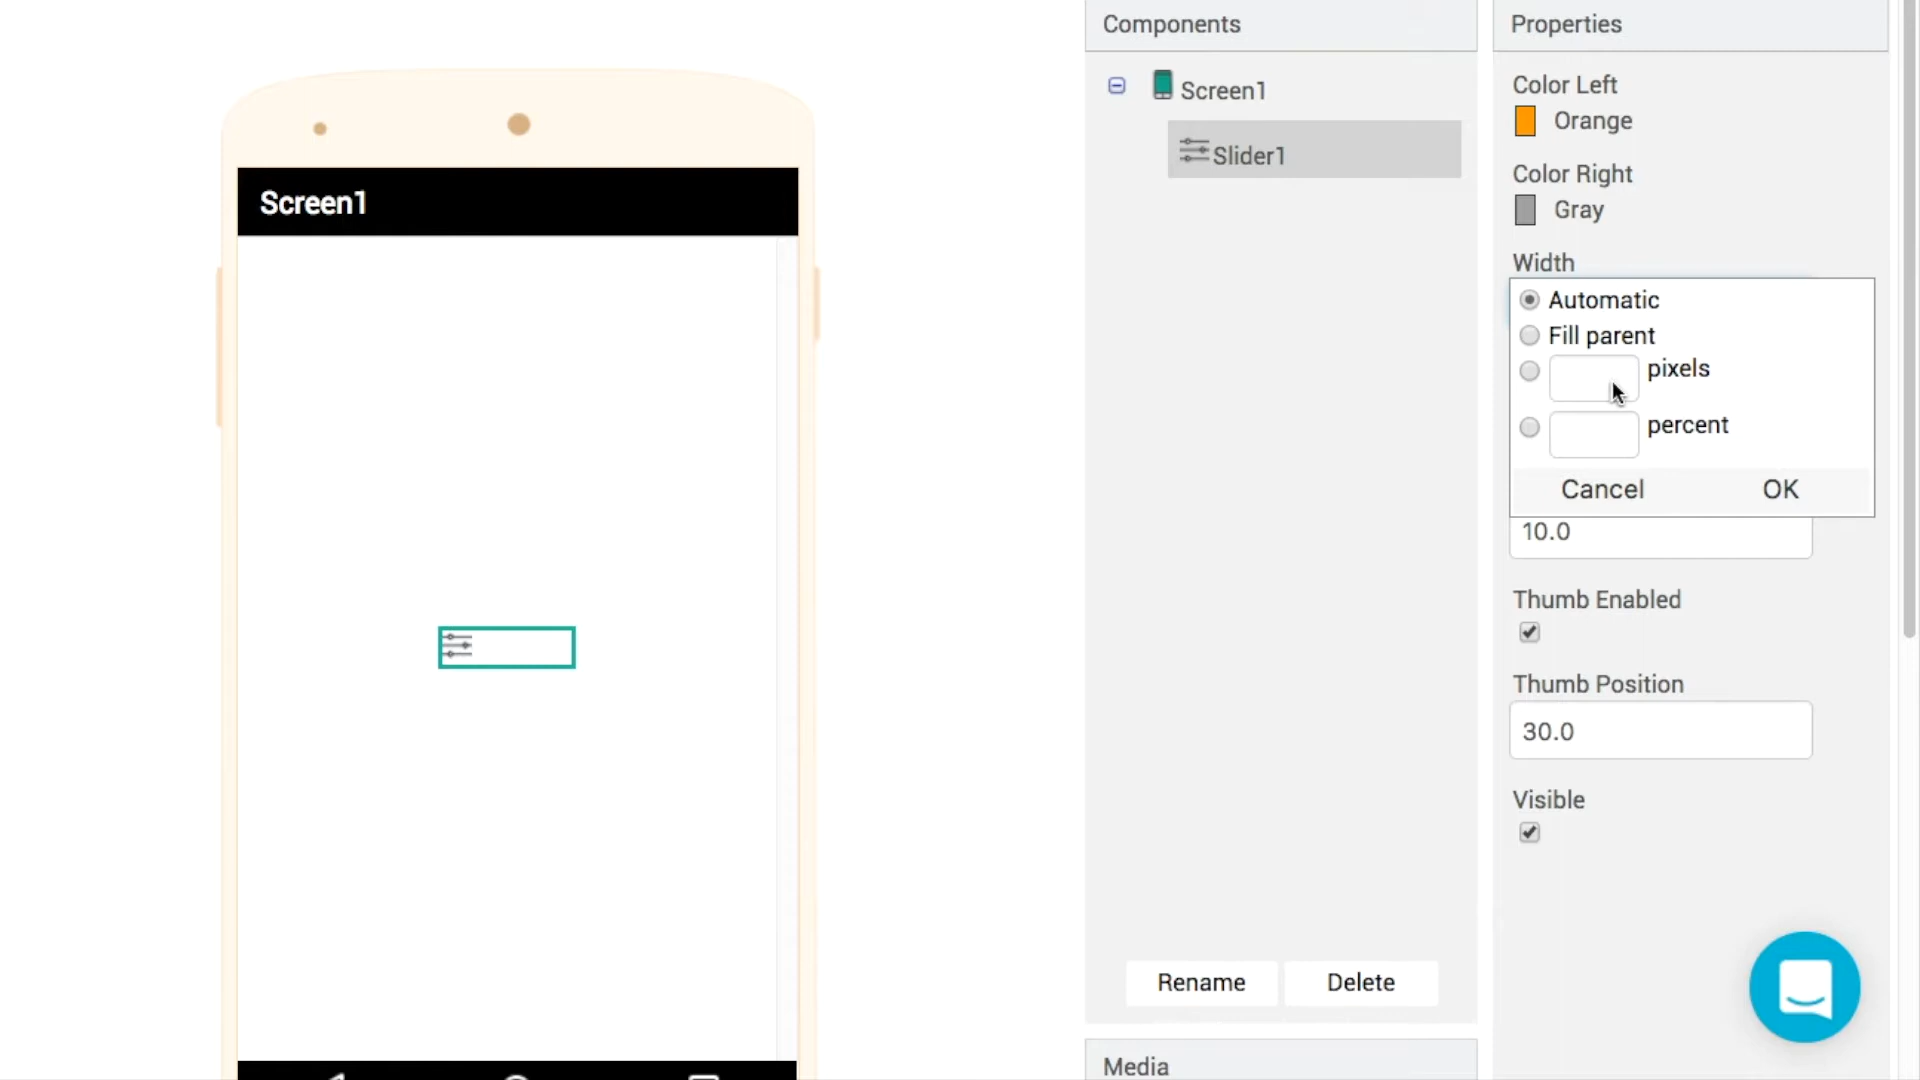 Components
Properties
Screen1
Slider1
Screen1
Color Left
Orange
Color Right
Gray
Width
Automatic
Fill parent
pixels
percent
Cancel
OK
10.0
Thumb Enabled
Thumb Position
30.0
Visible
Rename
Delete
Media